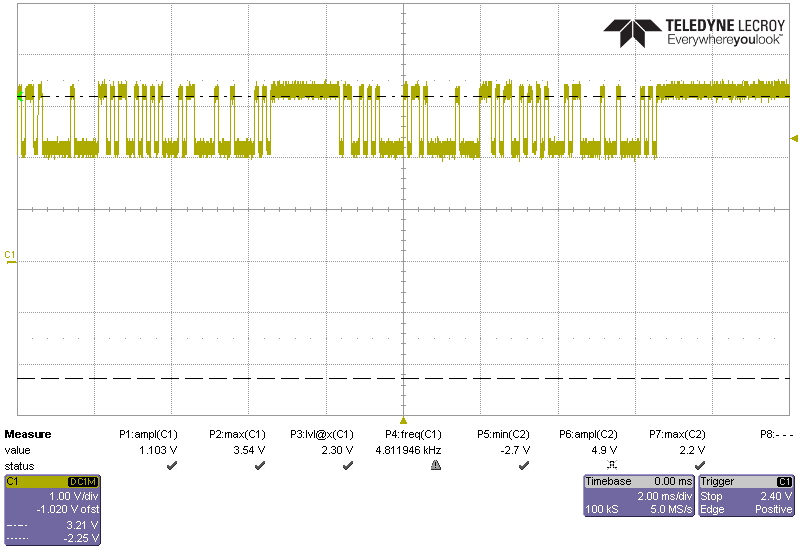 TELEDYNE LECROY
Everywhereyoulook™
C1
Measure P1:ampl(C1) P2:max(C1) P3:lvl@x(C1) P4:freq(C1) P5:min(C2) P6:ampl(C2) P7:max(C2) P8:- - -
value 1.103 V 3.54 V 2.30 V 4.811946 kHz -2.7 V 4.9 V 2.2 V
status
C1 DC1M
1.00 V/div
-1.020 V ofst
3.21 V
-2.25 V
Timebase 0.00 ms
2.00 ms/div
100 kS 5.0 MS/s
Trigger C1
Stop 2.40 V
Edge Positive